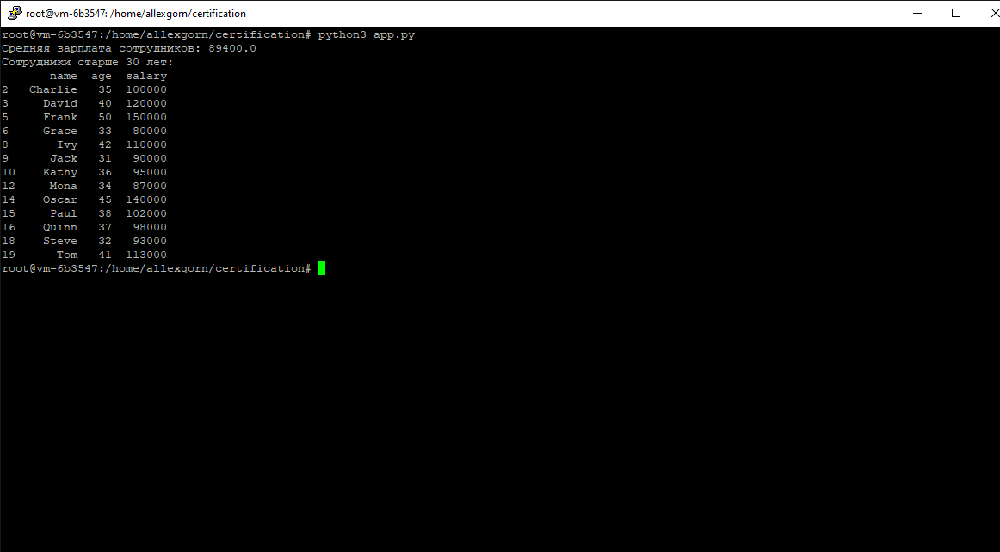 root@vm-6b3547: /home/allexgorn/certification
root@vm-6b3547:/home/allexgorn/certification# python3 app.py
Средняя зарплата сотрудников: 89400.0
Сотрудники старше 30 лет:
name age salary
2 Charlie 35 100000
3 David 40 120000
5 Frank 50 150000
6 Grace 33 80000
8 Ivy 42 110000
9 Jack 31 90000
10 Kathy 36 95000
12 Mona 34 87000
14 Oscar 45 140000
15 Paul 38 102000
16 Quinn 37 98000
18 Steve 32 93000
19 Tom 41 113000
root@vm-6b3547:/home/allexgorn/certification#